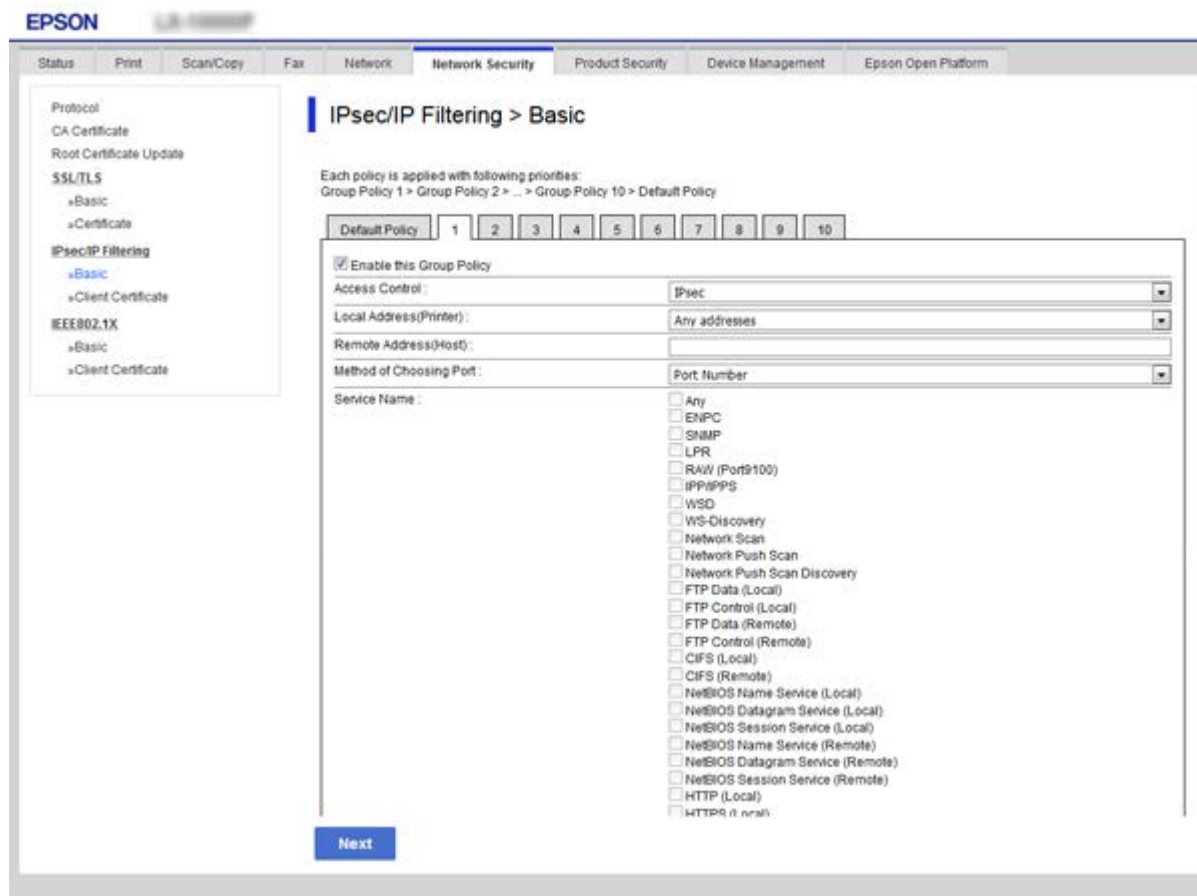 EPSON
Status Print Scan/Copy Fax Network Network Security Product Security Device Management Epson Open Platform
Protocol
CA Certificate
Root Certificate Update
SSL/TLS
»Basic
»Certificate
IPsec/IP Filtering
»Basic
»Client Certificate
IEEE802.1X
»Basic
»Client Certificate
IPsec/IP Filtering > Basic
Each policy is applied with following priorities:
Group Policy 1 > Group Policy 2 > ... > Group Policy 10 > Default Policy
Default Policy 1 2 3 4 5 6 7 8 9 10
Enable this Group Policy
Access Control : IPsec
Local Address(Printer) : Any addresses
Remote Address(Host) :
Method of Choosing Port : Port Number
Service Name : Any
ENPC
SNMP
LPR
RAW (Port9100)
IPP/IPPS
WSD
WS-Discovery
Network Scan
Network Push Scan
Network Push Scan Discovery
FTP Data (Local)
FTP Control (Local)
FTP Data (Remote)
FTP Control (Remote)
CIFS (Local)
CIFS (Remote)
NetBIOS Name Service (Local)
NetBIOS Datagram Service (Local)
NetBIOS Session Service (Local)
NetBIOS Name Service (Remote)
NetBIOS Datagram Service (Remote)
NetBIOS Session Service (Remote)
HTTP (Local)
HTTPS (Local)
Next